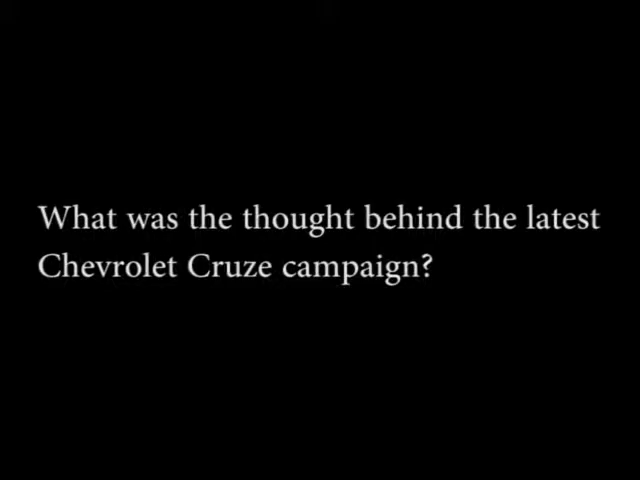 What was the thought behind the latest
Chevrolet Cruze campaign?